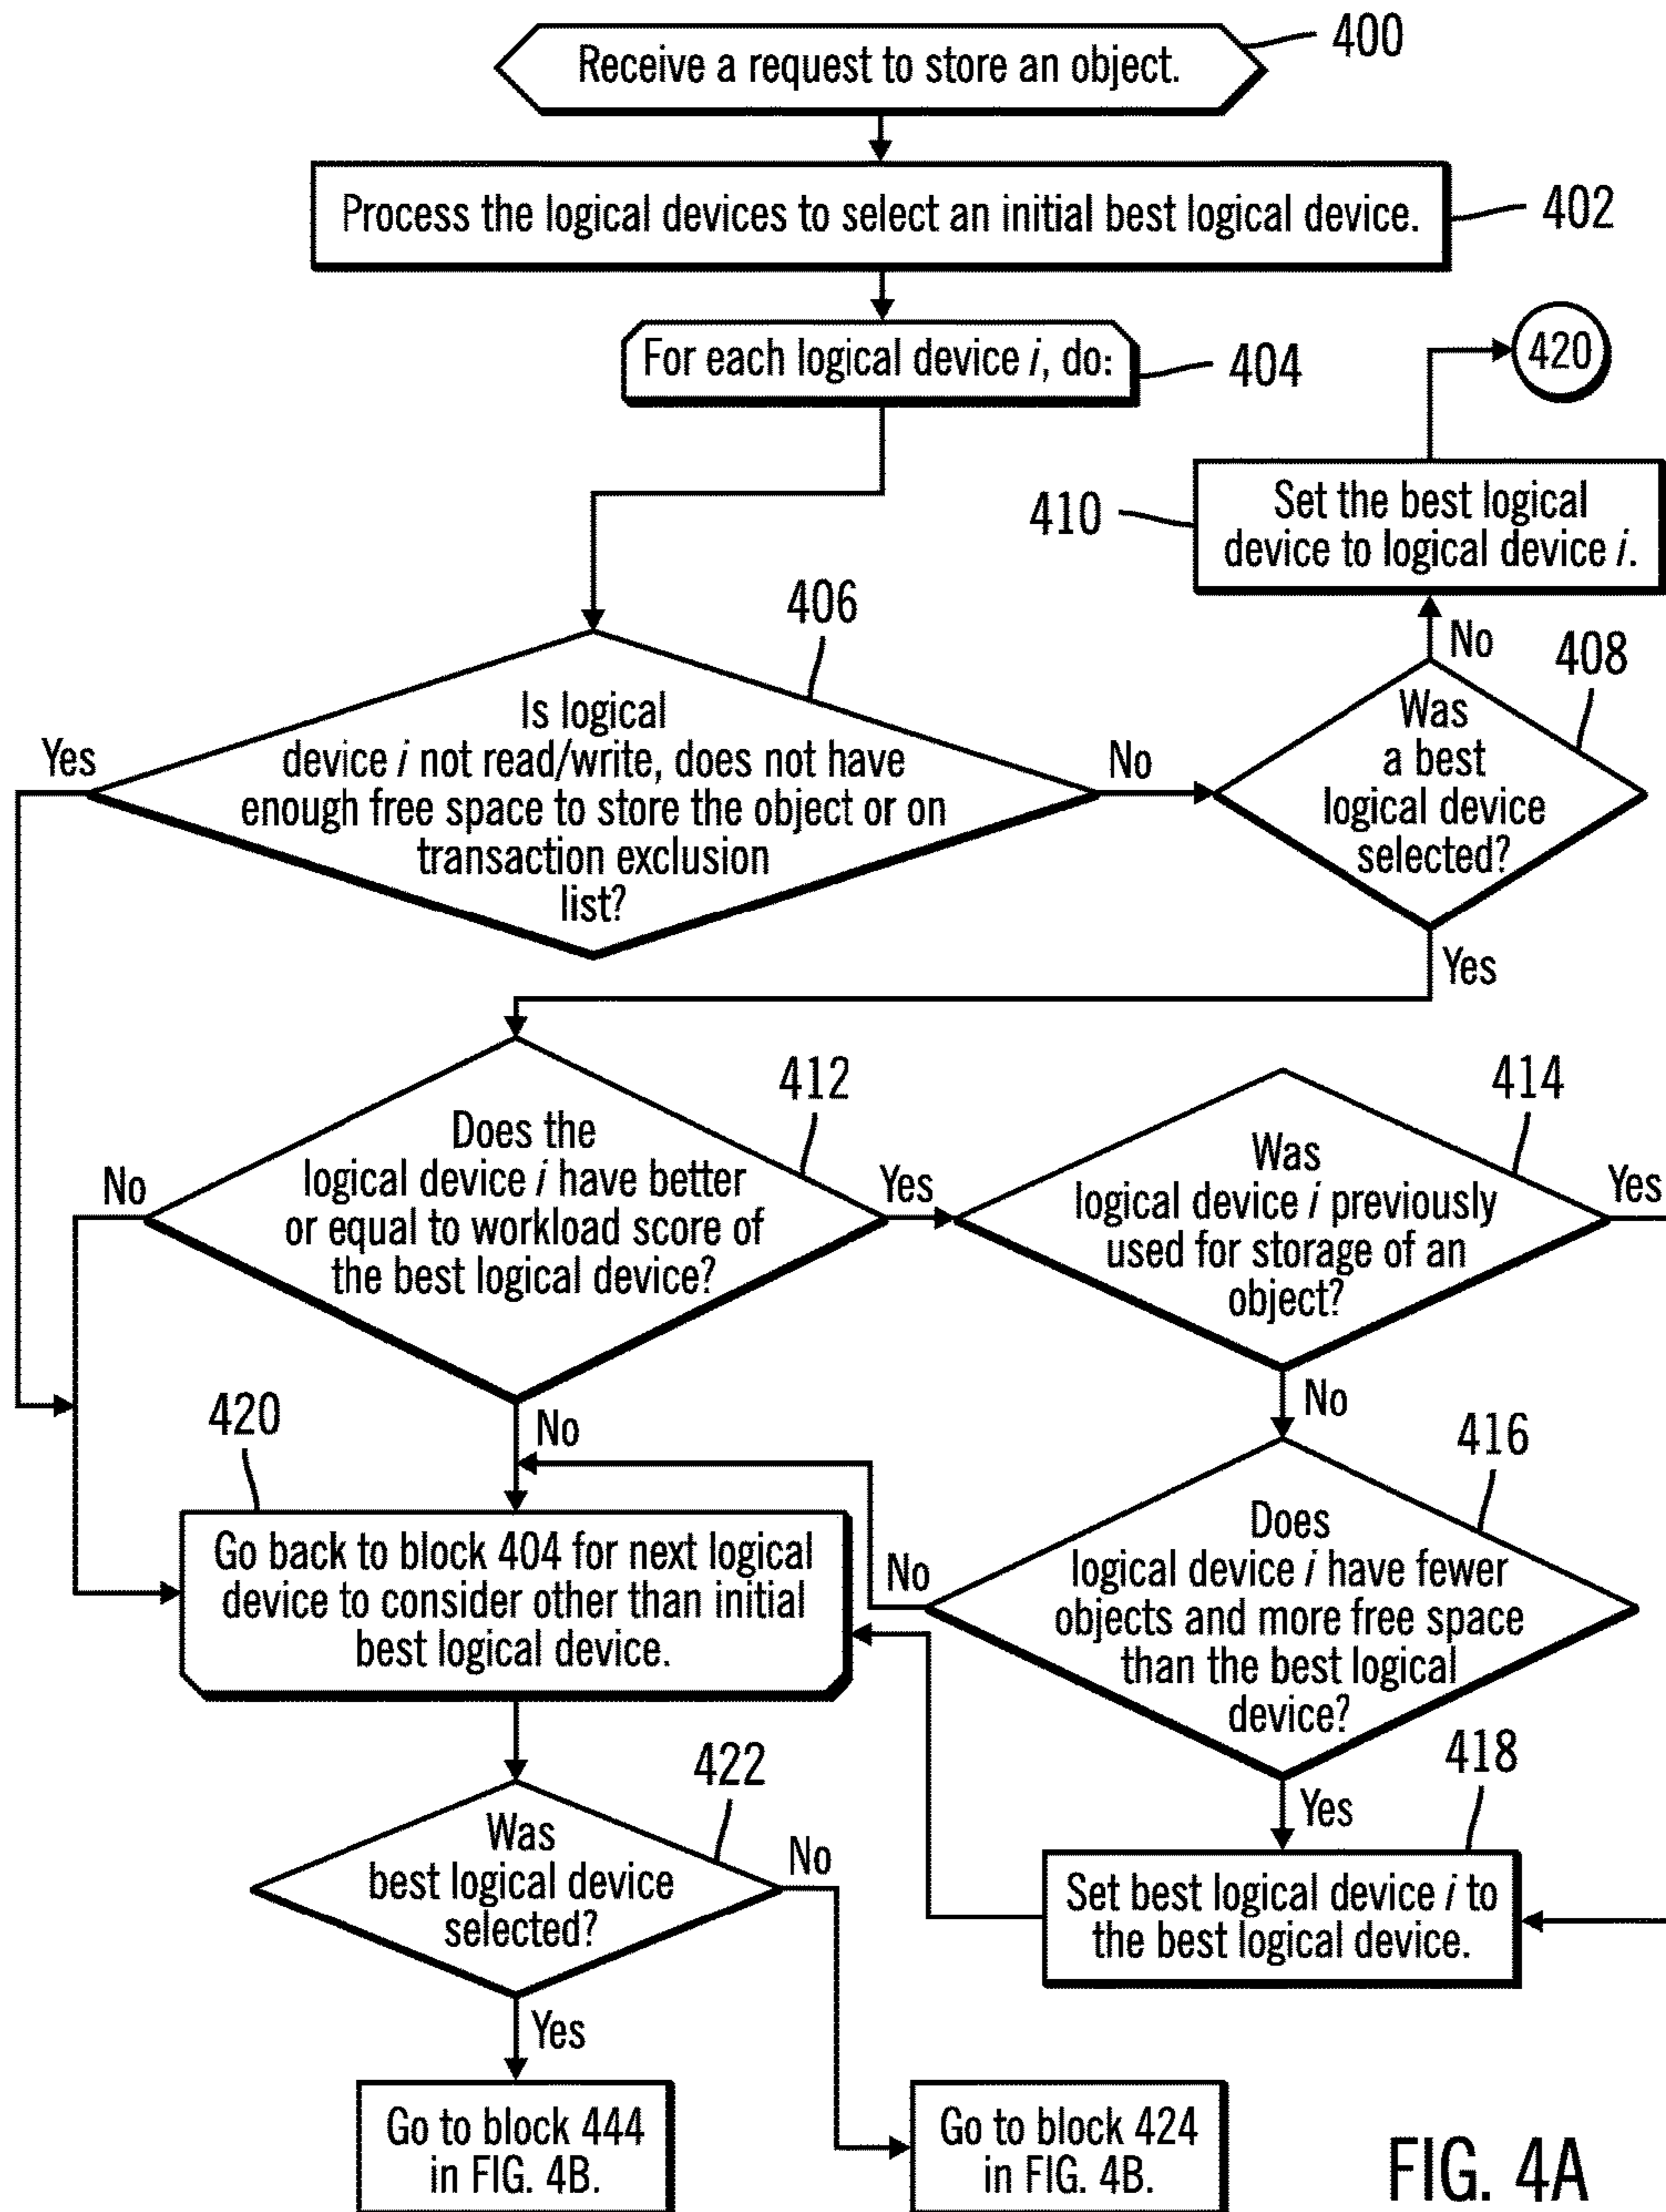 Receive a request to store an object.
400
Process the logical devices to select an initial best logical device.
402
For each logical device i, do:
404
420
410
Set the best logical
device to logical device i.
406
No
408
Is logical
device i not read/write, does not have
enough free space to store the object or on
transaction exclusion
list?
Yes
No
Was
a best
logical device
selected?
Yes
412
Does the
logical device i have better
or equal to workload score of
the best logical device?
No
Yes
414
Was
logical device i previously
used for storage of an
object?
Yes
No
No
420
Go back to block 404 for next logical
device to consider other than initial
best logical device.
416
Does
logical device i have fewer
objects and more free space
than the best logical
device?
No
Yes
418
Set best logical device i to
the best logical device.
422
Was
best logical device
selected?
No
Yes
Go to block 444
in FIG. 4B.
Go to block 424
in FIG. 4B.
FIG. 4A